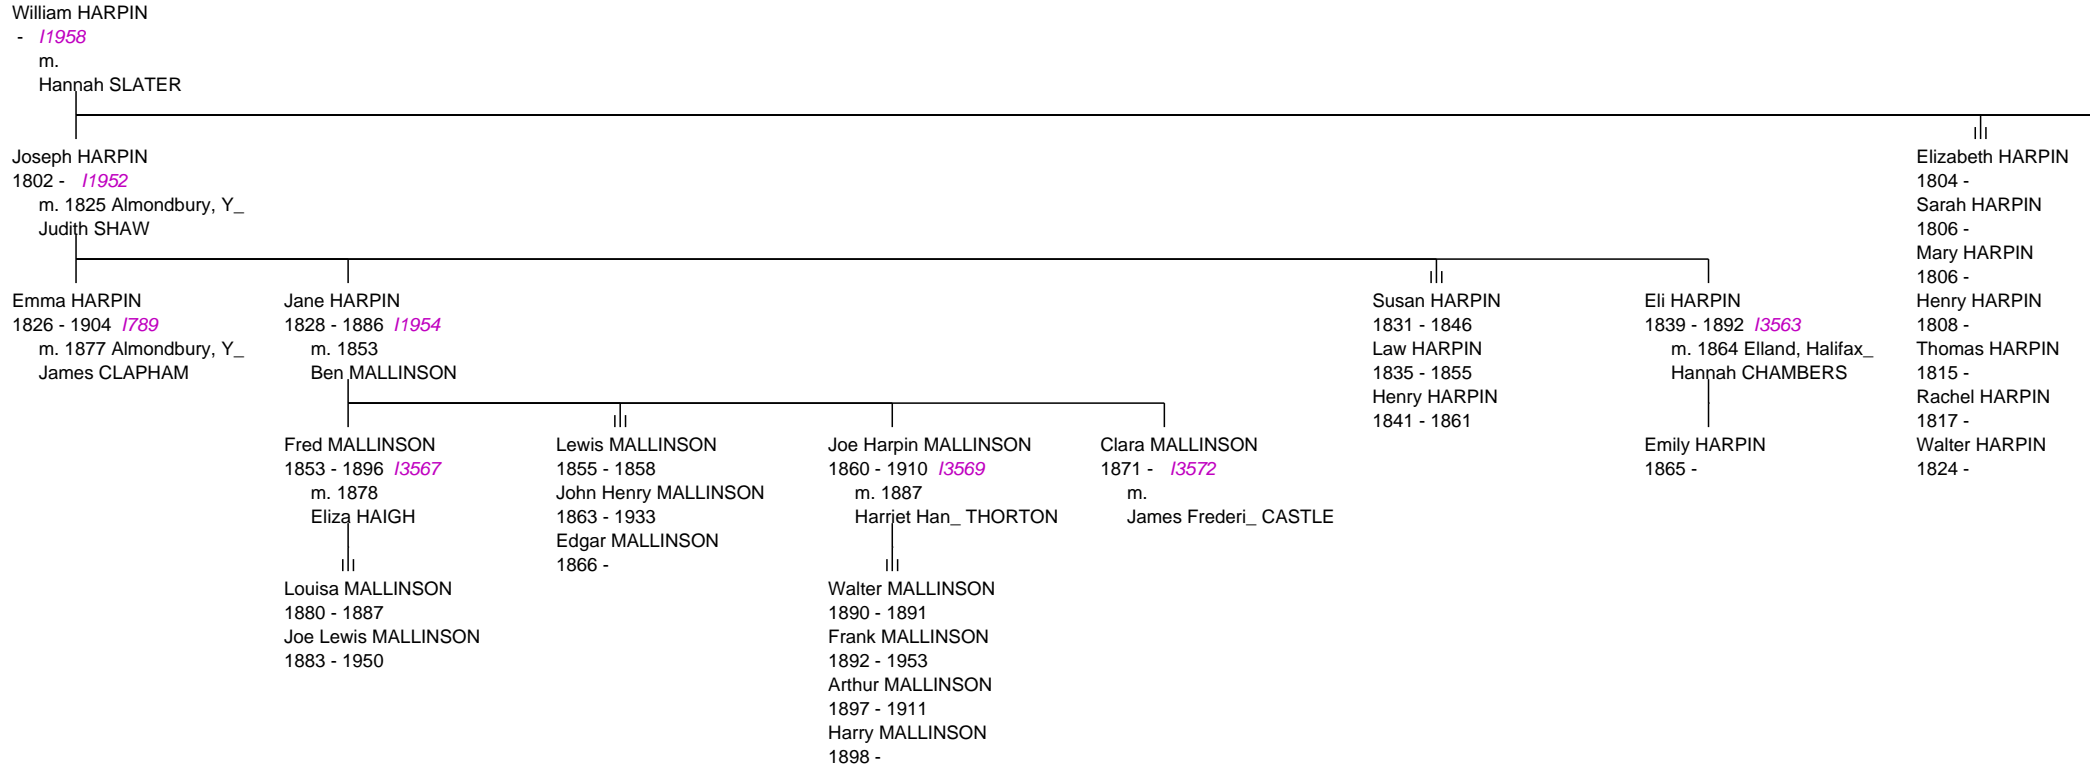 William HARPIN
- I1958
m.
Hannah SLATER
Joseph HARPIN
1802 - I1952
m. 1825 Almondbury, Y_
Judith SHAW
Elizabeth HARPIN
1804 -
Sarah HARPIN
1806 -
Mary HARPIN
1806 -
Henry HARPIN
1808 -
Thomas HARPIN
1815 -
Rachel HARPIN
1817 -
Walter HARPIN
1824 -
Emma HARPIN
1826 - 1904 I789
m. 1877 Almondbury, Y_
James CLAPHAM
Jane HARPIN
1828 - 1886 I1954
m. 1853
Ben MALLINSON
Susan HARPIN
1831 - 1846
Law HARPIN
1835 - 1855
Henry HARPIN
1841 - 1861
Eli HARPIN
1839 - 1892 I3563
m. 1864 Elland, Halifax_
Hannah CHAMBERS
Fred MALLINSON
1853 - 1896 I3567
m. 1878
Eliza HAIGH
Lewis MALLINSON
1855 - 1858
John Henry MALLINSON
1863 - 1933
Edgar MALLINSON
1866 -
Joe Harpin MALLINSON
1860 - 1910 I3569
m. 1887
Harriet Han_ THORTON
Clara MALLINSON
1871 - I3572
m.
James Frederi_ CASTLE
Emily HARPIN
1865 -
Louisa MALLINSON
1880 - 1887
Joe Lewis MALLINSON
1883 - 1950
Walter MALLINSON
1890 - 1891
Frank MALLINSON
1892 - 1953
Arthur MALLINSON
1897 - 1911
Harry MALLINSON
1898 -